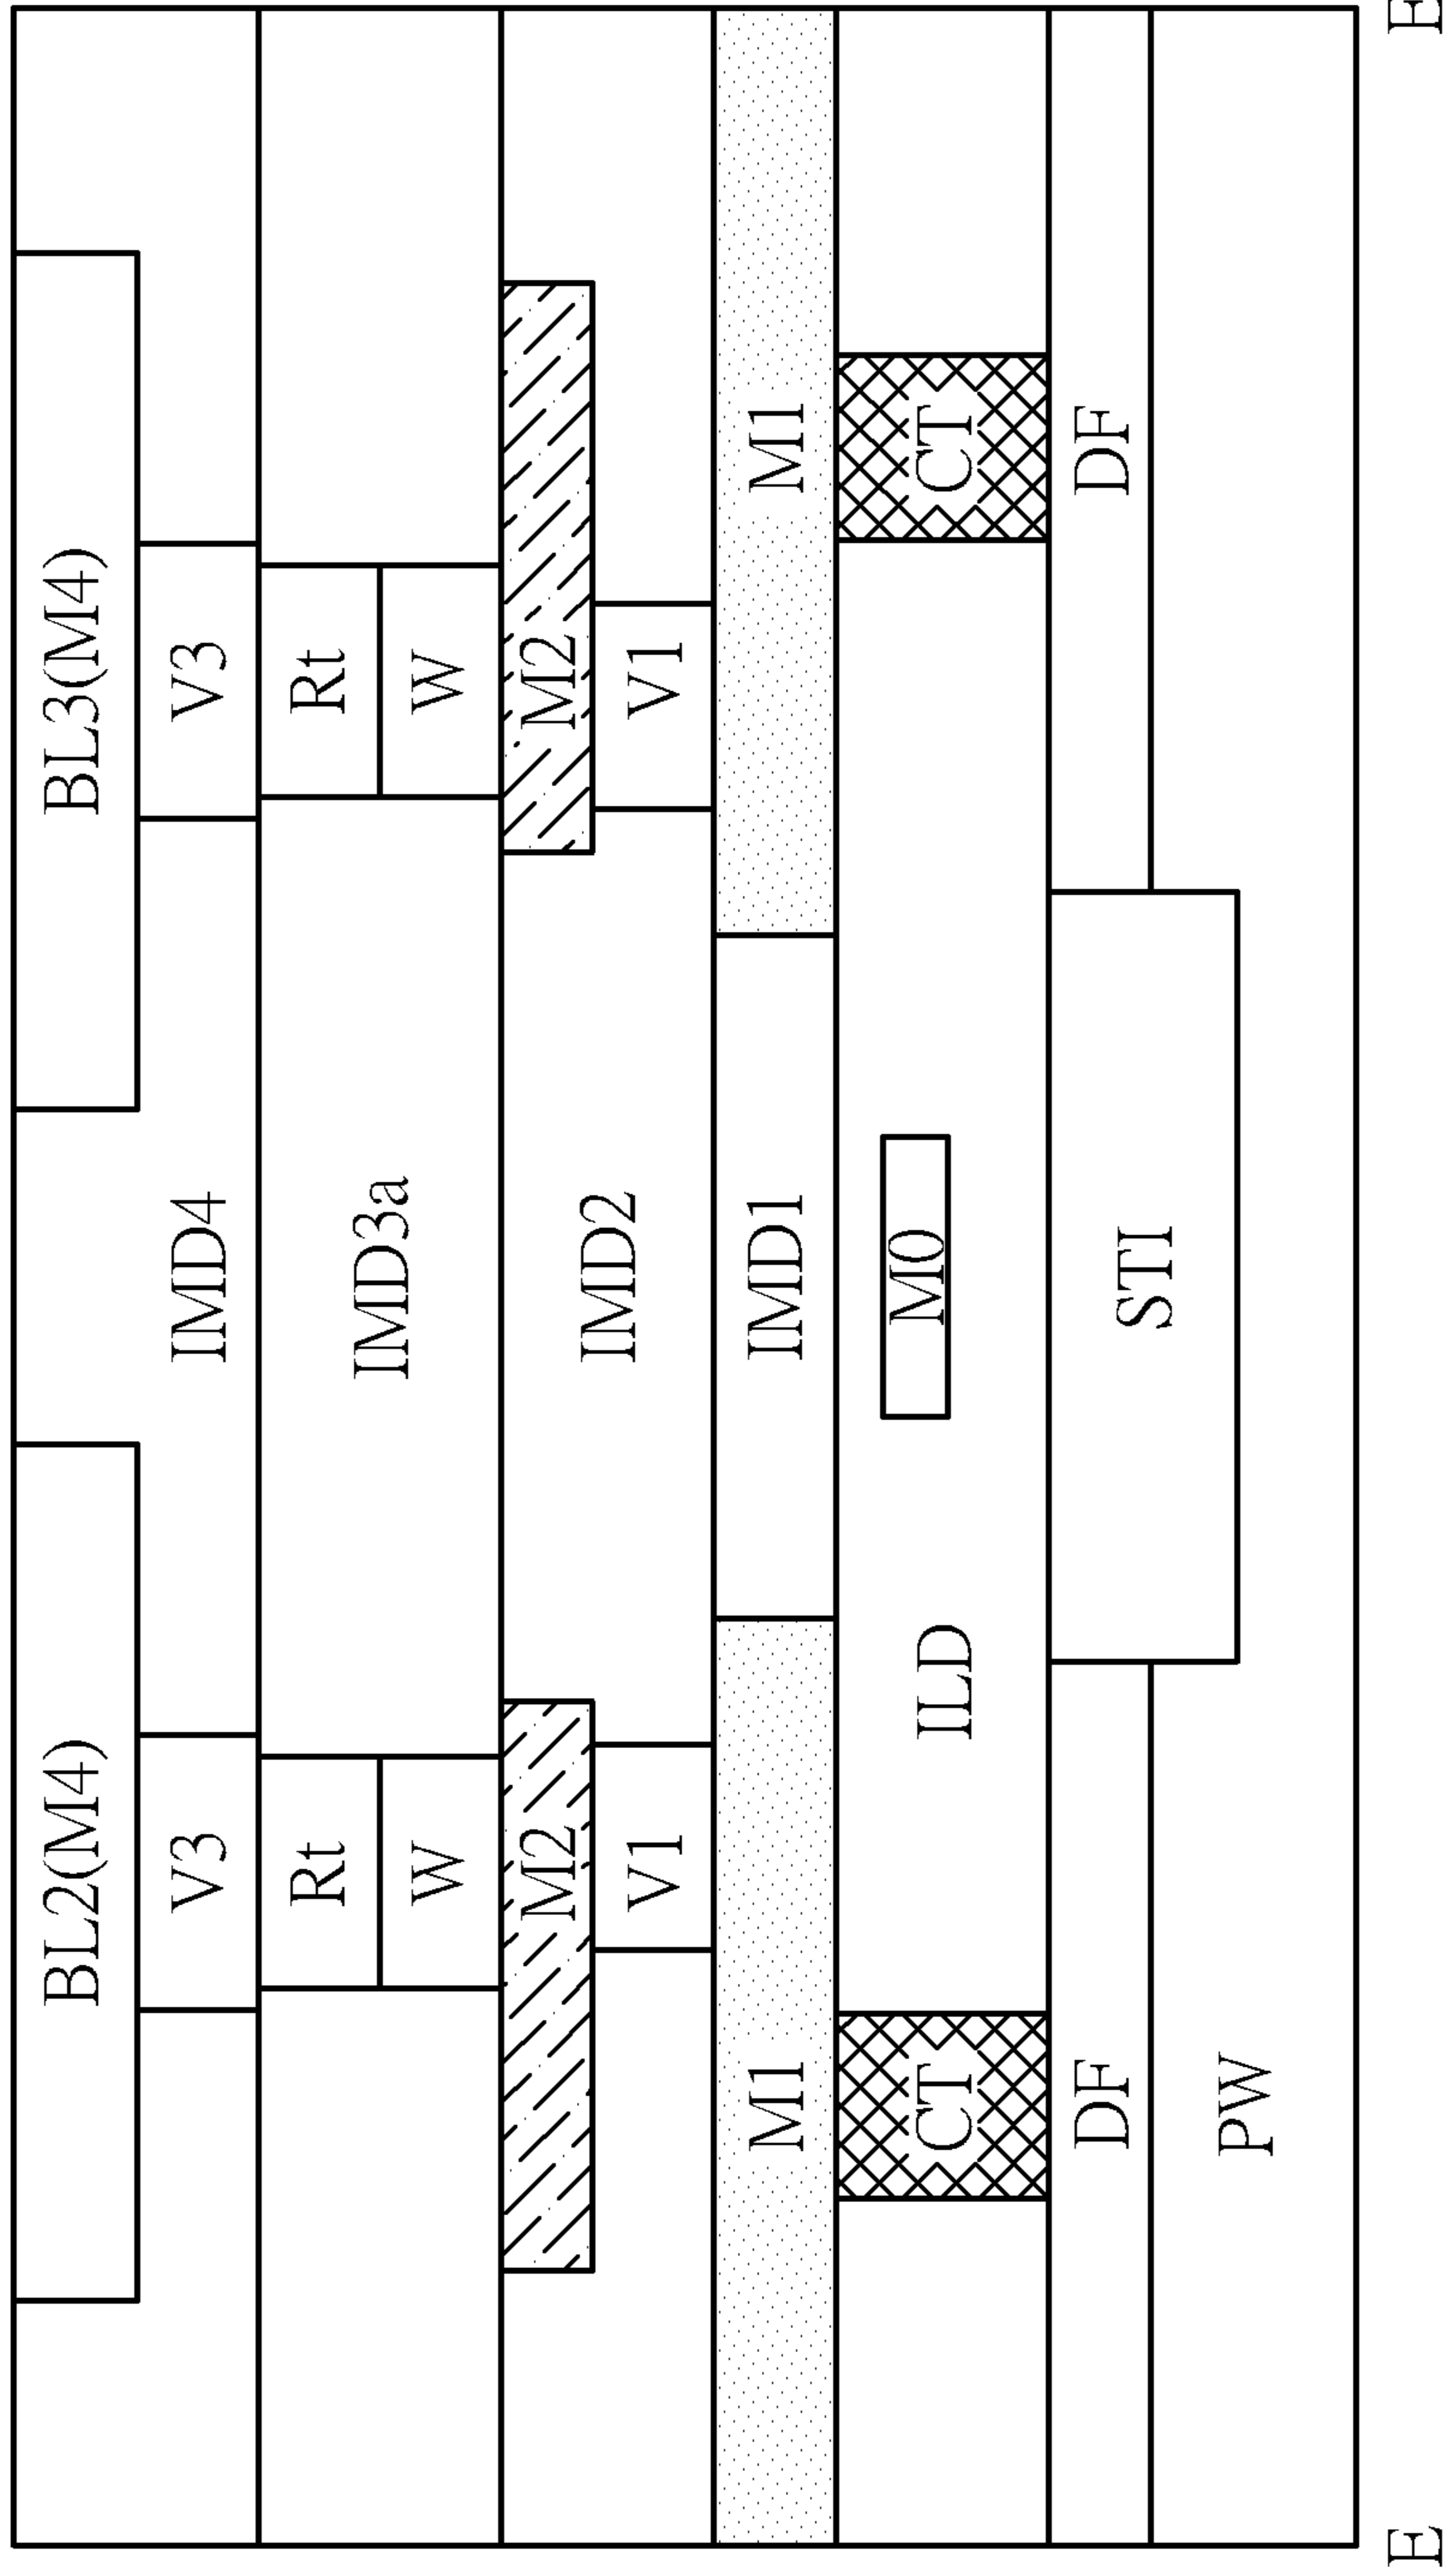 BL2(M4) BL3(M4)
V3 IMD4 V3
Rt Rt
IMD3a
W W
M2 M2
IMD2
V1 V1
M1 IMD1 M1
CT ILD M0 CT
DF STI DF
PW
E E